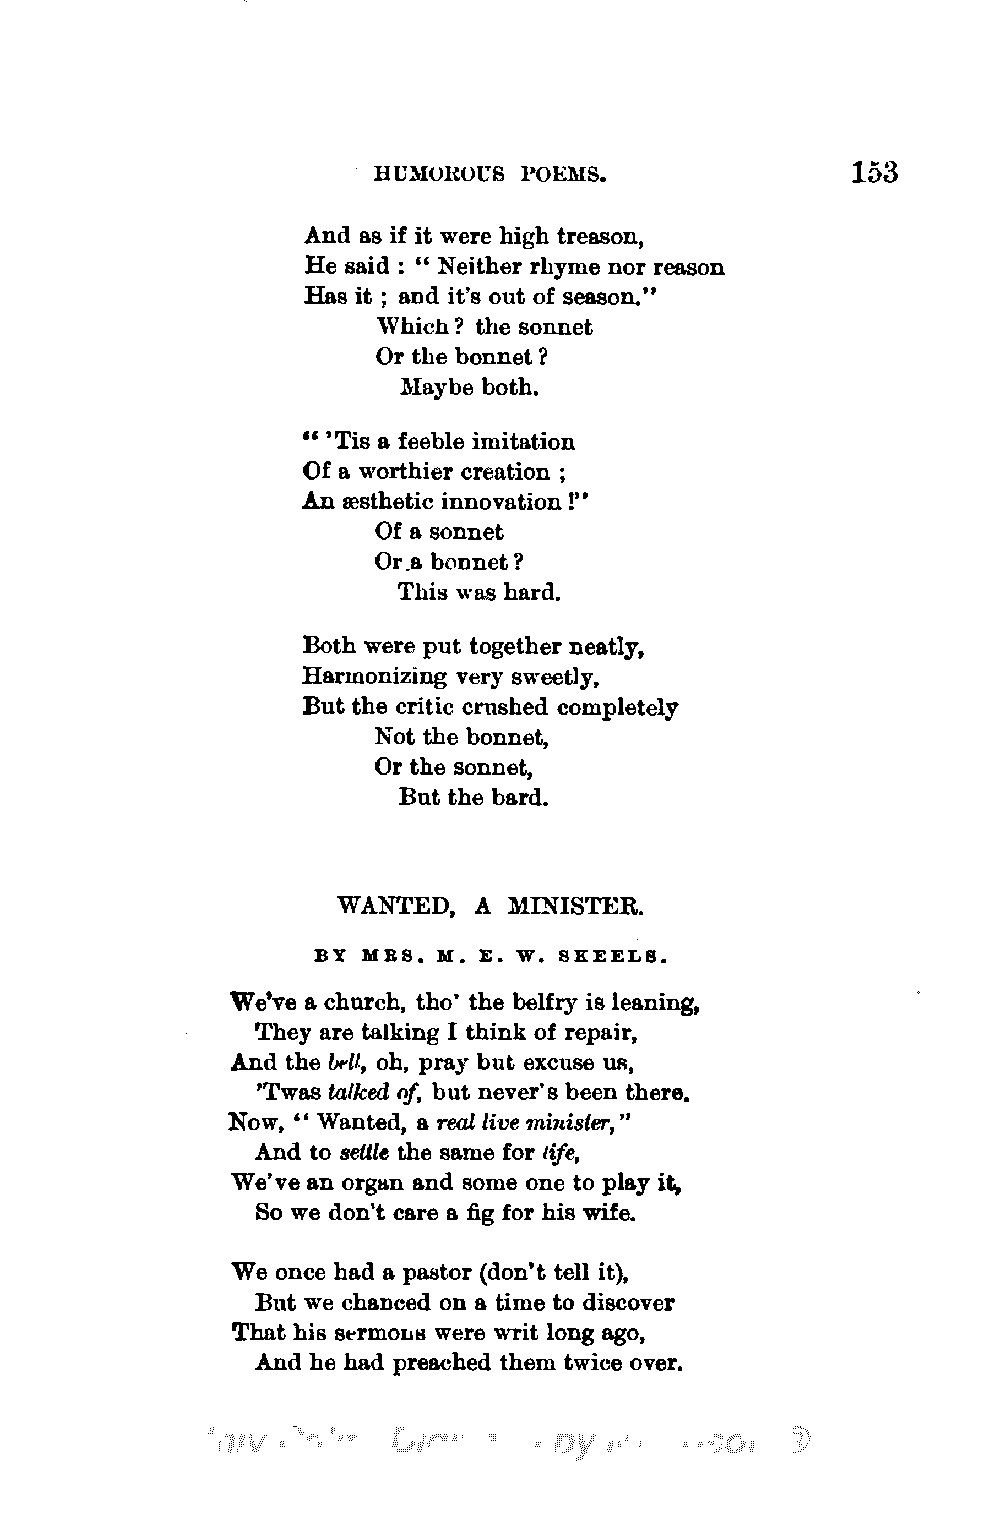 HUMOROUS POEMS. 153
And as if it were high treason,
He said : “ Neither rhyme nor reason
Has it ; and it's out of season.”
Which ? the sonnet
Or the bonnet ?
Maybe both.
“ ’Tis a feeble imitation
Of a worthier creation ;
An æsthetic innovation !”
Of a sonnet
Or a bonnet ?
This was hard.
Both were put together neatly,
Harmonizing very sweetly,
But the critic crushed completely
Not the bonnet,
Or the sonnet,
But the bard.
WANTED, A MINISTER.
BY MRS. M. E. W. SKEELS.
We've a church, tho' the belfry is leaning,
They are talking I think of repair,
And the bell, oh, pray but excuse us,
’Twas talked of, but never's been there.
Now, “ Wanted, a real live minister,”
And to settle the same for life,
We've an organ and some one to play it,
So we don't care a fig for his wife.
We once had a pastor (don't tell it),
But we chanced on a time to discover
That his sermons were writ long ago,
And he had preached them twice over.